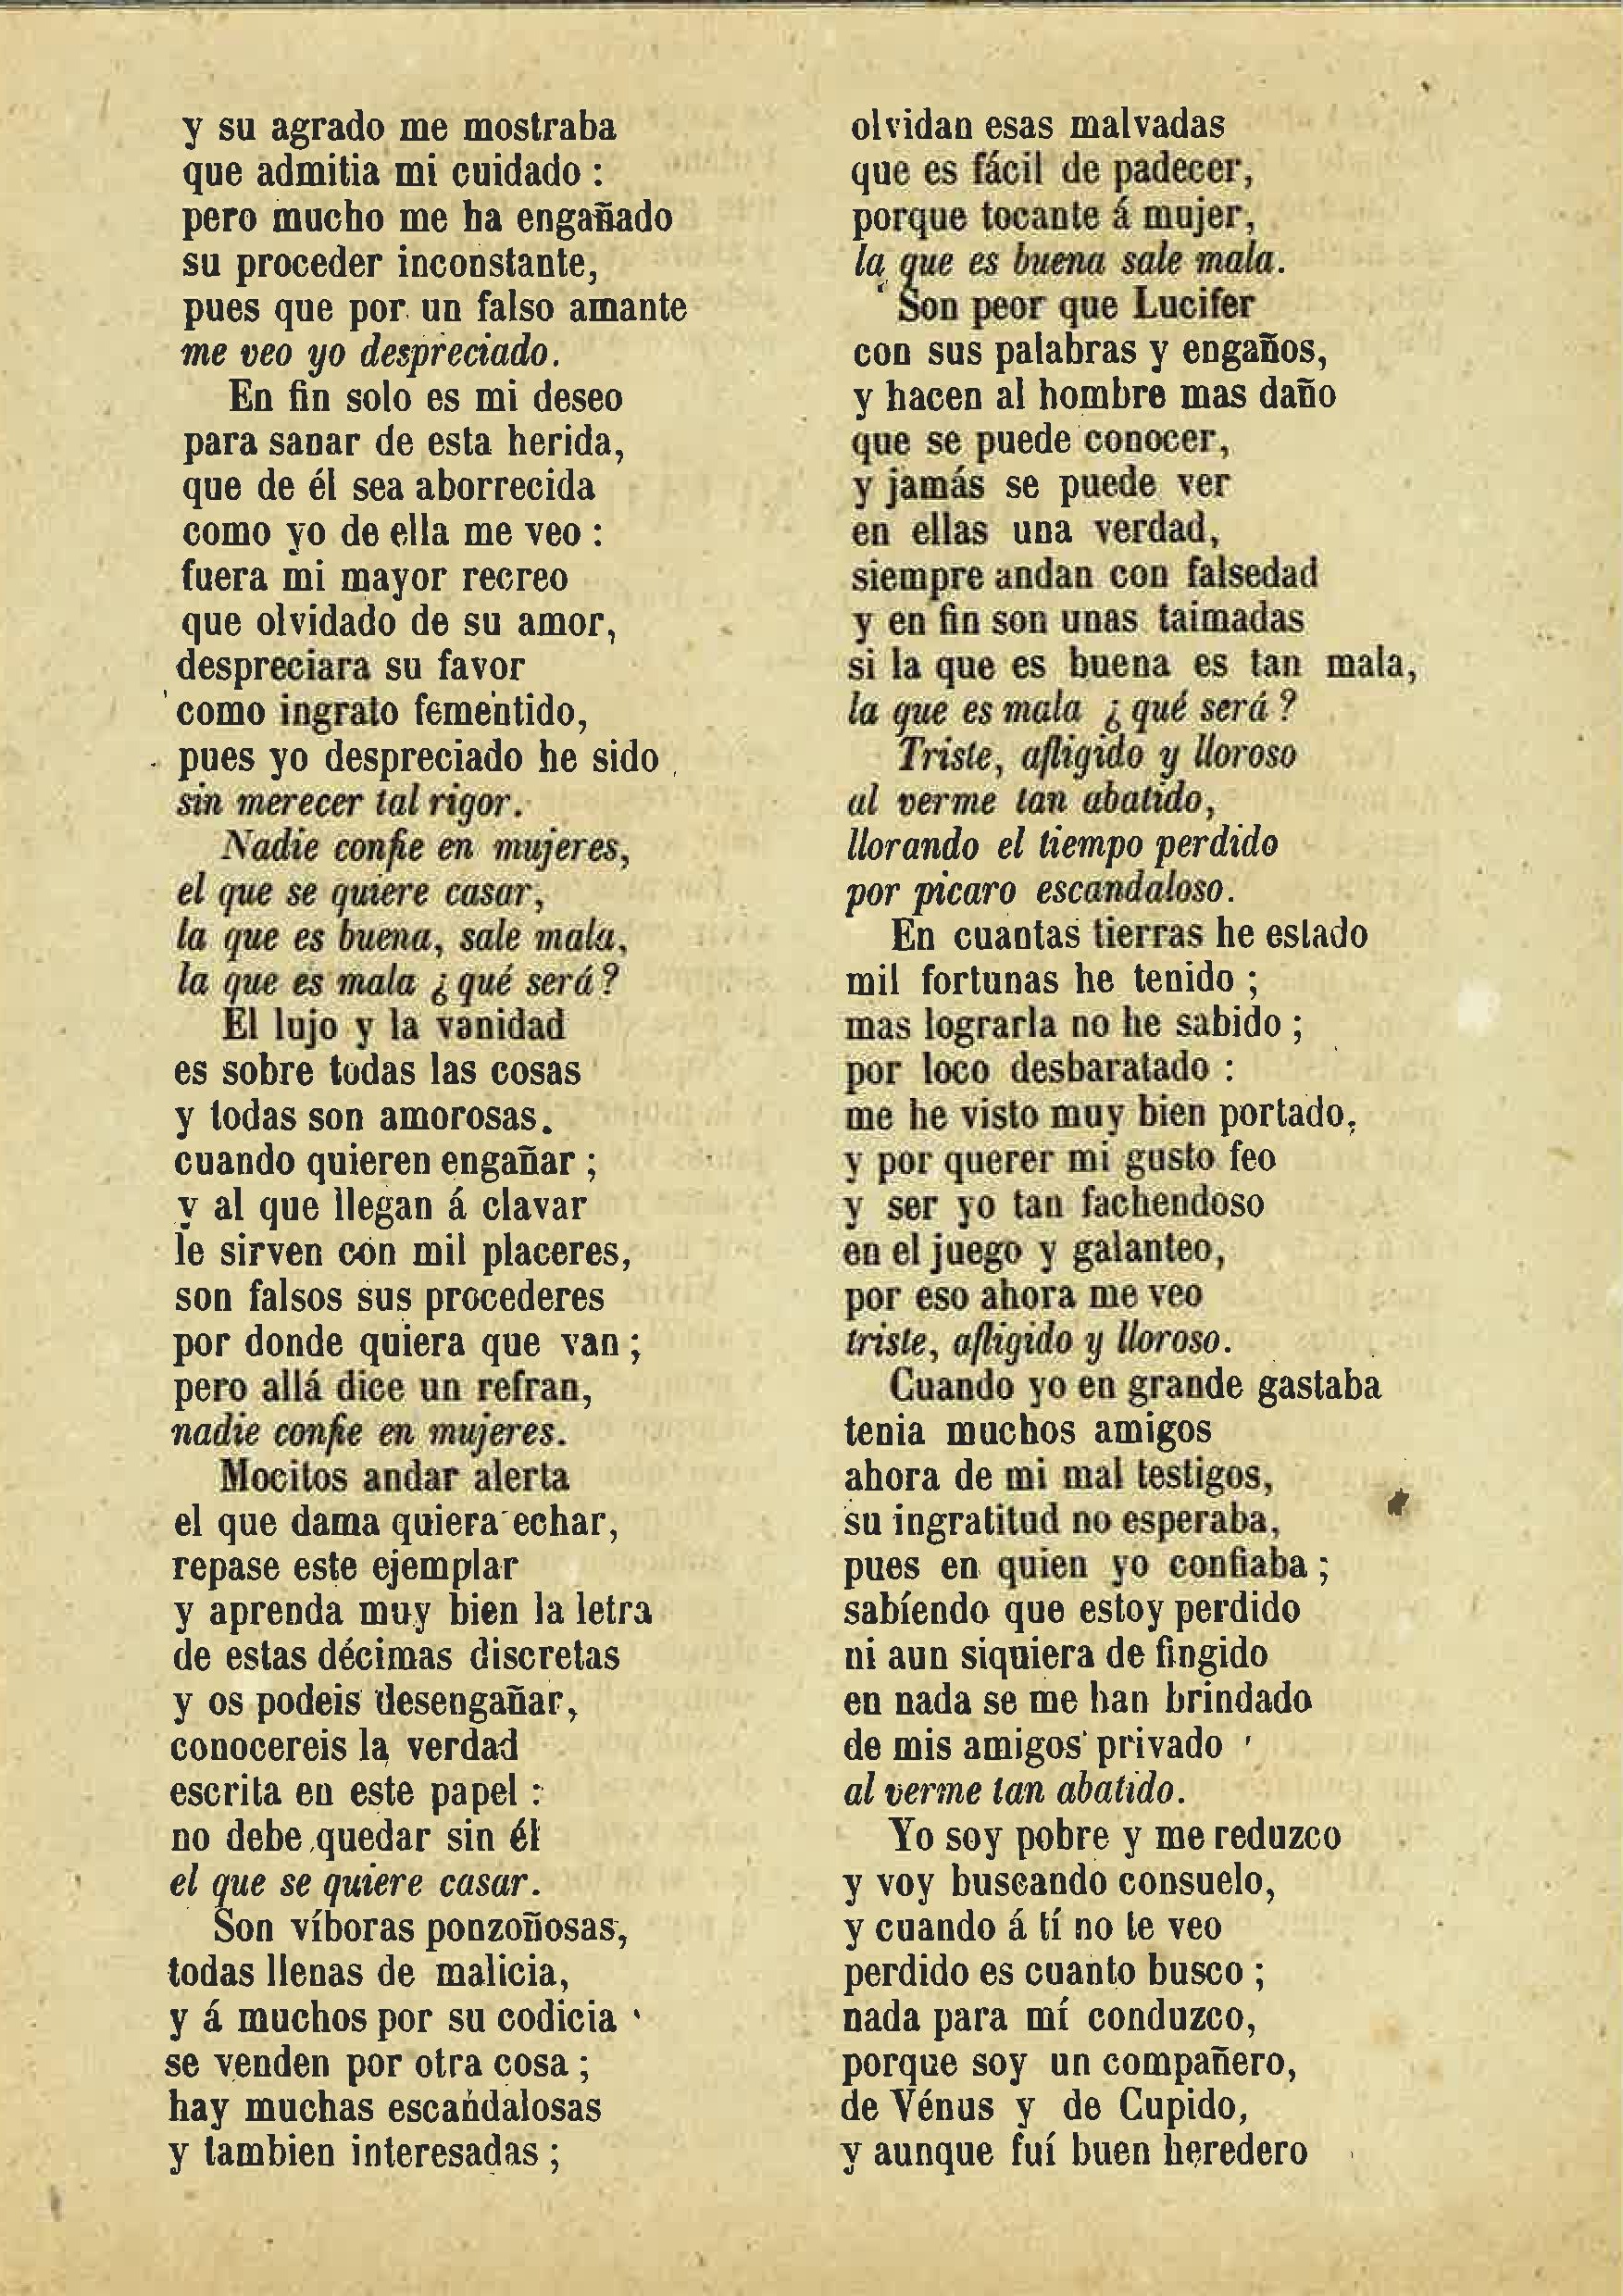 y su agrado me mostraba
que admitia mi cuidado :
pero mucho me ha engañado
su proceder inconstante,
pues que por un falso amante
me veo yo despreciado.
En fin solo es mi deseo
para sanar de esta herida,
que de él sea aborrecida
como yo de ella me veo :
fuera mi mayor recreo
que olvidado de su amor,
despreciara su favor
como ingrato fementido,
pues yo despreciado he sido
sin merecer tal rigor.
Nadie confie en mujeres,
el que se quiere casar,
la que es buena, sale mala,
la que es mala ¿ qué será?
El lujo y la vanidad
es sobre todas las cosas
y todas son amorosas.
cuando quieren engañar ;
y al que llegan á clavar
le sirven con mil placeres,
son falsos sus procederes
por donde quiera que van ;
pero allá dice un refran,
nadie confie en mujeres.
Mocitos andar alerta
el que dama quiera echar,
repase este ejemplar
y aprenda muy bien la letra
de estas décimas discretas
y os podeis desengañar,
conocereis la verdad
escrita en este papel :
no debe quedar sin él
el que se quiere casar.
Son víboras ponzoñosas,
todas llenas de malicia,
y á muchos por su codicia
se venden por otra cosa ;
hay muchas escandalosas
y tambien interesadas ;
olvidan esas malvadas
que es fácil de padecer,
porque tocante á mujer,
la que es buena sale mala.
Son peor que Lucifer
con sus palabras y engaños,
y hacen al hombre mas daño
que se puede conocer,
y jamás se puede ver
en ellas una verdad,
siempre andan con falsedad
y en fin son unas taimadas
si la que es buena es tan mala,
la que es mala ¿ qué será ?
Triste, afligido y lloroso
al verme tan abatido,
llorando el tiempo perdido
por picaro escandaloso.
En cuantas tierras he estado
mil fortunas he tenido ;
mas lograrla no he sabido ;
por loco desbaratado :
me he visto muy bien portado,
y por querer mi gusto feo
y ser yo tan fachendoso
en el juego y galanteo,
por eso ahora me veo
triste, afligido y lloroso.
Cuando yo en grande gastaba
tenia muchos amigos
ahora de mi mal testigos,
su ingratitud no esperaba,
pues en quien yo confiaba ;
sabíendo que estoy perdido
ni aun siquiera de fingido
en nada se me han brindado
de mis amigos privado
al verme tan abatido.
Yo soy pobre y me reduzco
y voy buscando consuelo,
y cuando á tí no te veo
perdido es cuanto busco ;
nada para mí conduzco,
porque soy un compañero,
de Vénus y de Cupido,
y aunque fuí buen heredero